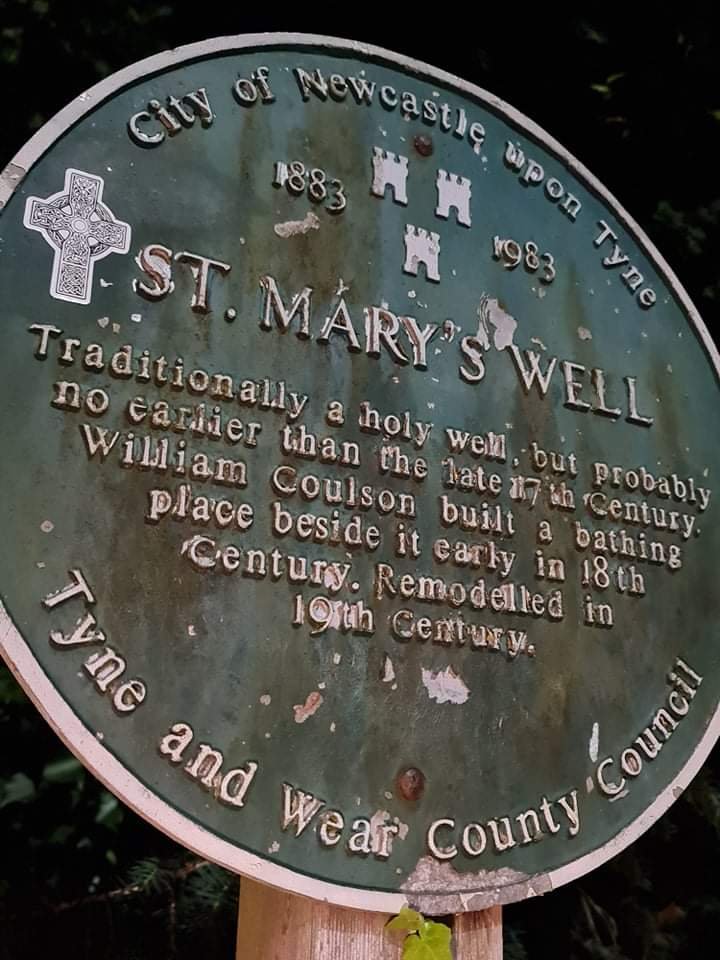 City of Newcastle upon Tyne
1883 1983
ST. MARY'S WELL
Traditionally a holy well, but probably
no earlier than the late 17th Century.
William Coulson built a bathing
place beside it early in 18th
Century. Remodelled in
19th Century.
Tyne and Wear County Council